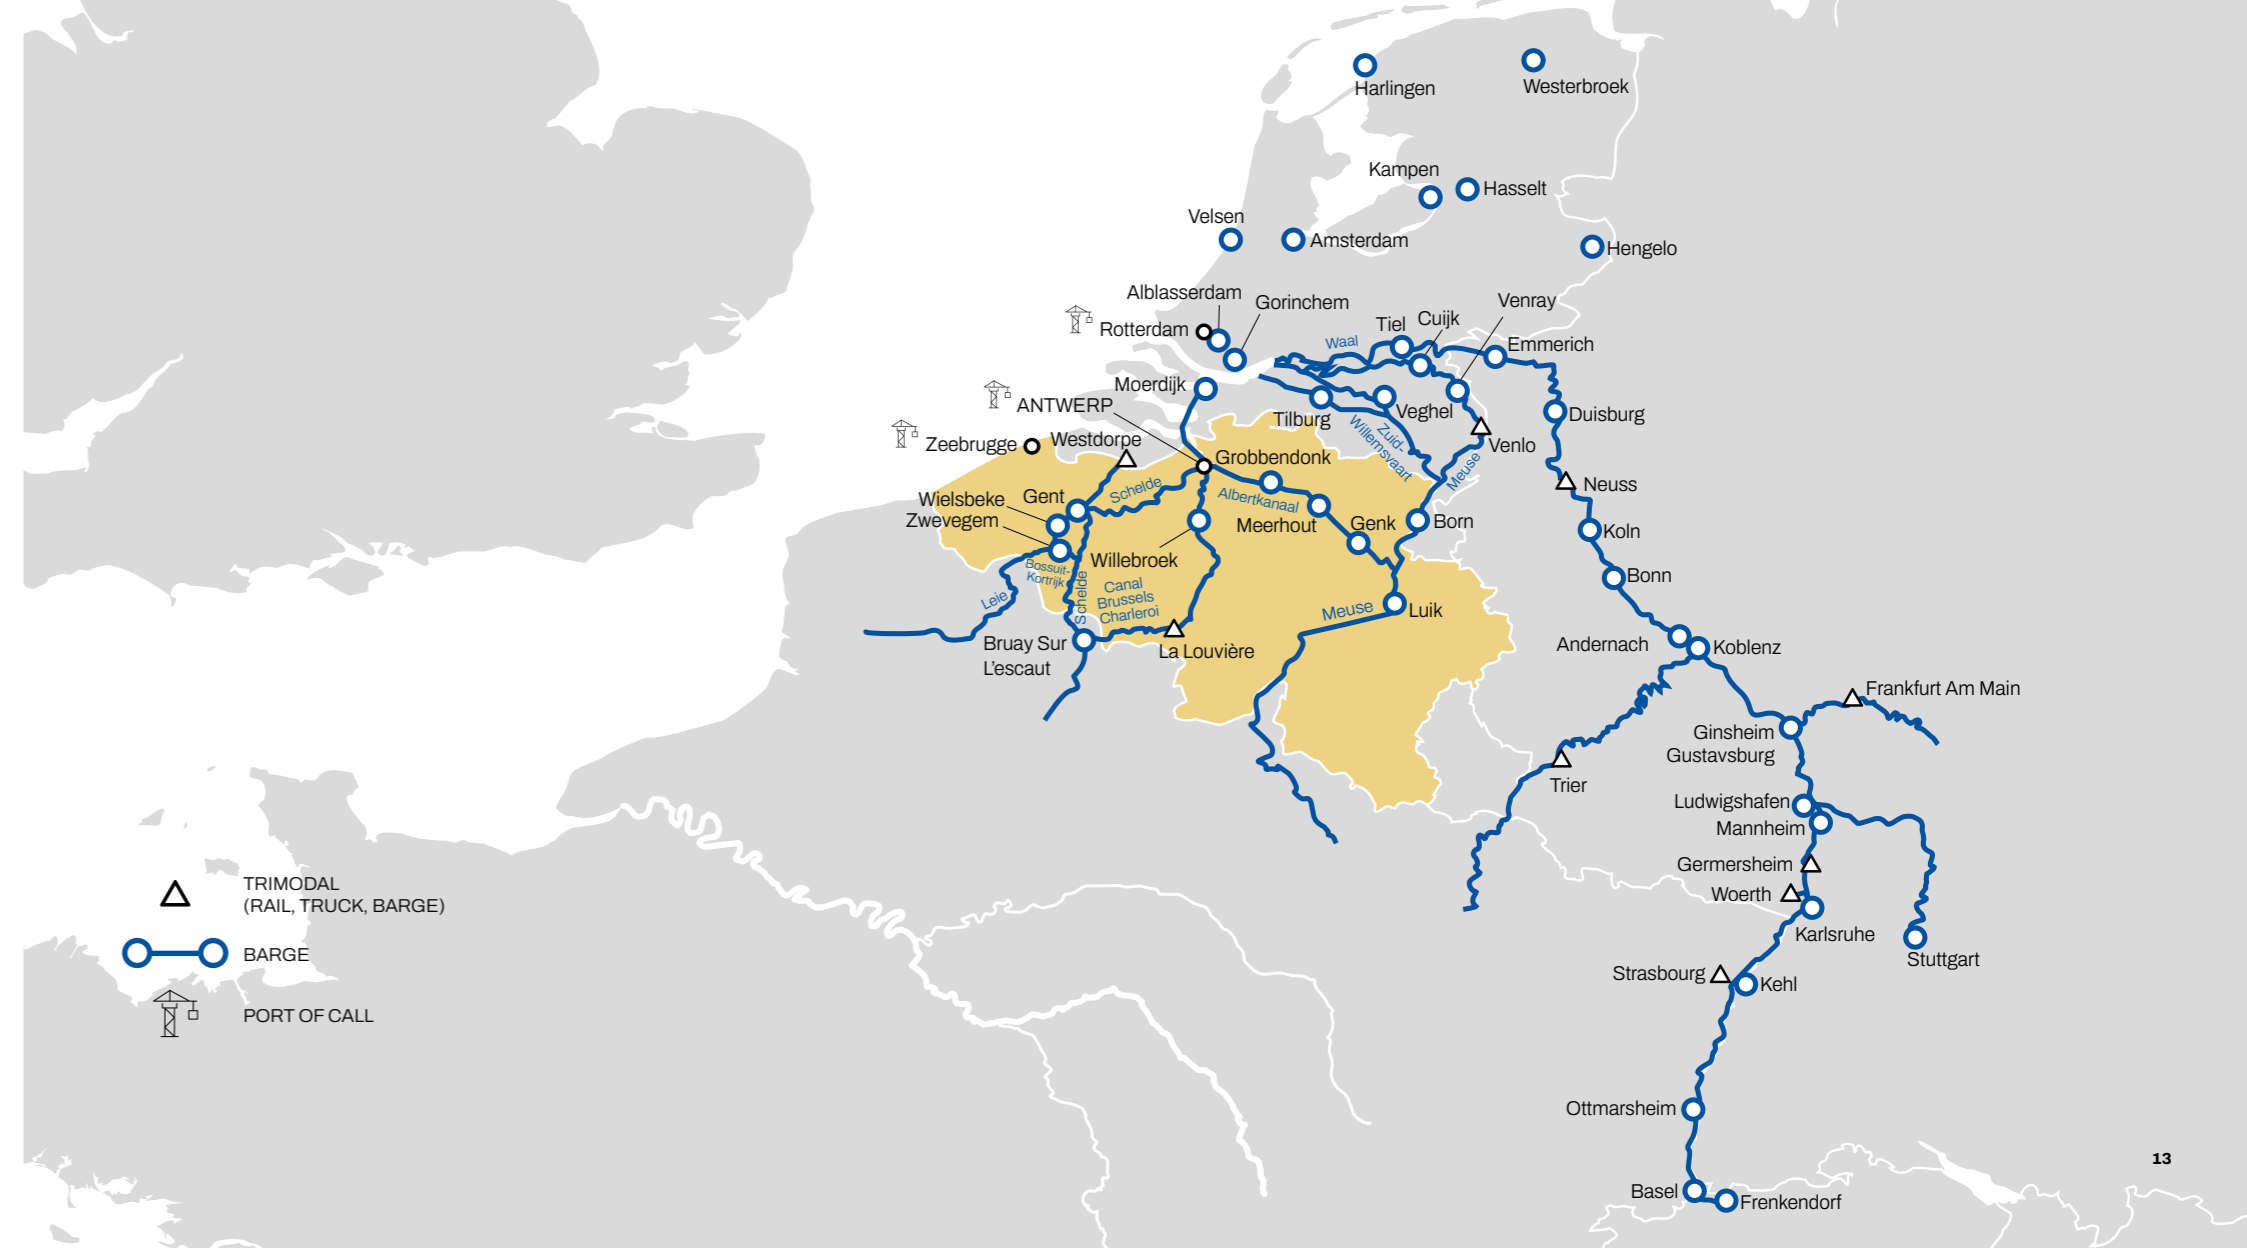 Harlingen
Westerbroek
Kampen
Hasselt
Velsen
Amsterdam
Hengelo
Alblasserdam
Gorinchem
Venray
Rotterdam
Tiel
Cuijk
Waal
Emmerich
Moerdijk
ANTWERP
Tilburg
Veghel
Duisburg
Zuid-
Willemsvaart
Zeebrugge
Westdorpe
Venlo
Meuse
Grobbendonk
Neuss
Wielsbeke
Gent
Schelde
Albertkanaal
Zwevegem
Meerhout
Genk
Born
Koln
Willebroek
Bossuit-
Kortrijk
Schelde
Canal
Brussels
Charleroi
Leie
Bonn
Meuse
Luik
Bruay Sur
L'escaut
La Louvière
Andernach
Koblenz
Frankfurt Am Main
Ginsheim
Gustavsburg
Trier
Ludwigshafen
Mannheim
Germersheim
Woerth
Karlsruhe
Stuttgart
Strasbourg
Kehl
Ottmarsheim
Basel
Frenkendorf
TRIMODAL
(RAIL, TRUCK, BARGE)
BARGE
PORT OF CALL
13